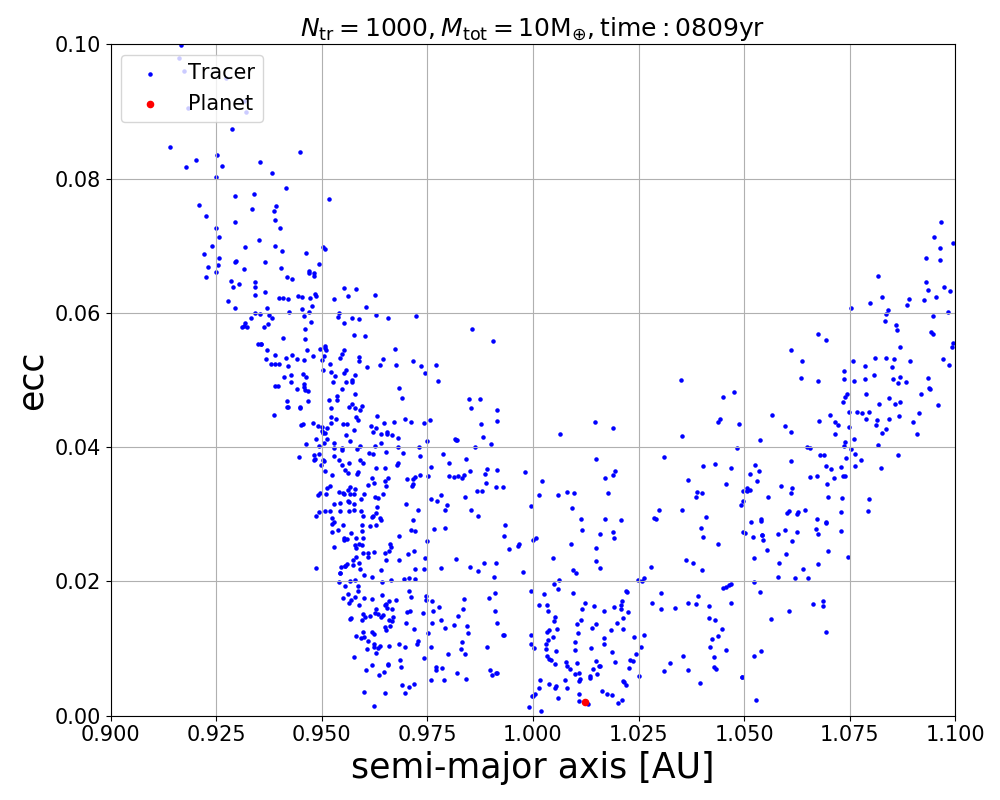 N_tr = 1000, M_tot = 10M_⊕, time : 0809yr
Tracer
Planet
0.10
0.08
0.06
0.04
0.02
0.00
ecc
0.900 0.925 0.950 0.975 1.000 1.025 1.050 1.075 1.100
semi-major axis [AU]